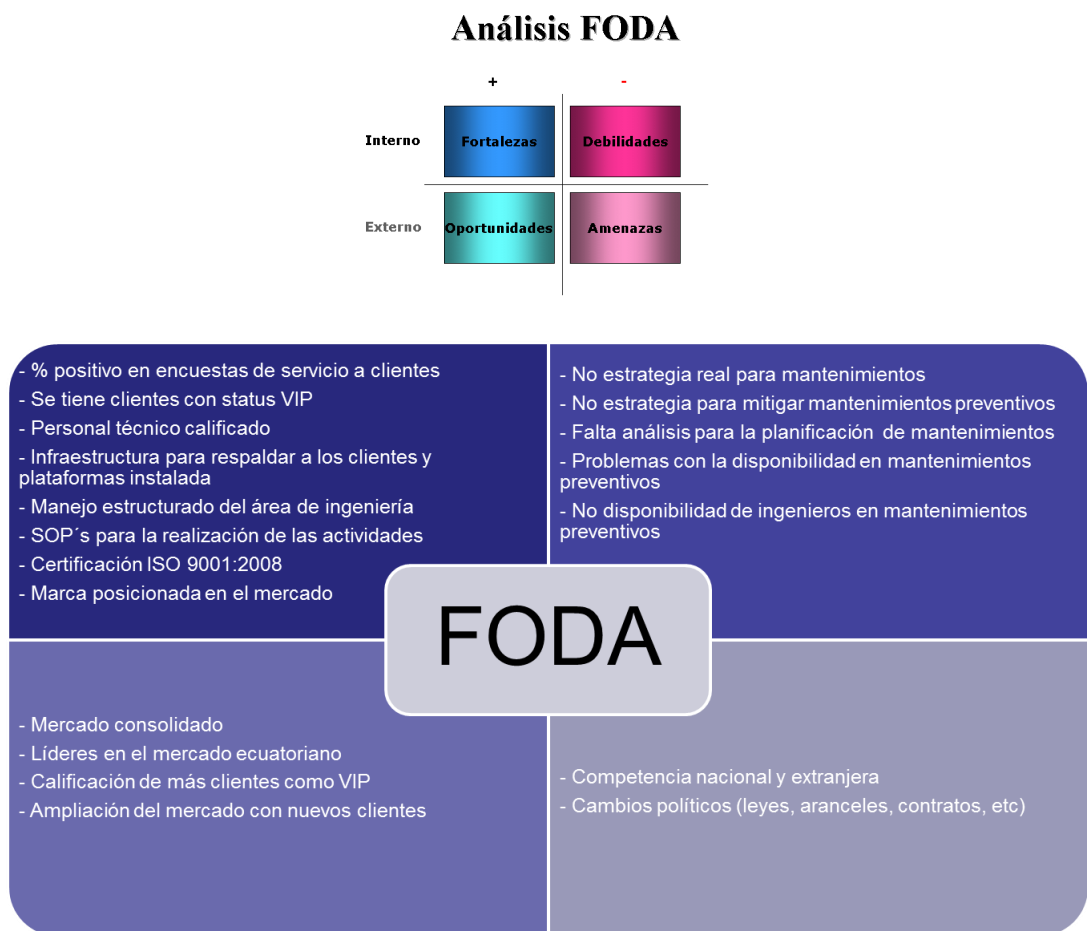 Análisis FODA
+ -
Interno Fortalezas Debilidades
Externo Oportunidades Amenazas
- % positivo en encuestas de servicio a clientes
- Se tiene clientes con status VIP
- Personal técnico calificado
- Infraestructura para respaldar a los clientes y
plataformas instalada
- Manejo estructurado del área de ingeniería
- SOP´s para la realización de las actividades
- Certificación ISO 9001:2008
- Marca posicionada en el mercado
- No estrategia real para mantenimientos
- No estrategia para mitigar mantenimientos preventivos
- Falta análisis para la planificación de mantenimientos
- Problemas con la disponibilidad en mantenimientos
preventivos
- No disponibilidad de ingenieros en mantenimientos
preventivos
FODA
- Mercado consolidado
- Líderes en el mercado ecuatoriano
- Calificación de más clientes como VIP
- Ampliación del mercado con nuevos clientes
- Competencia nacional y extranjera
- Cambios políticos (leyes, aranceles, contratos, etc)